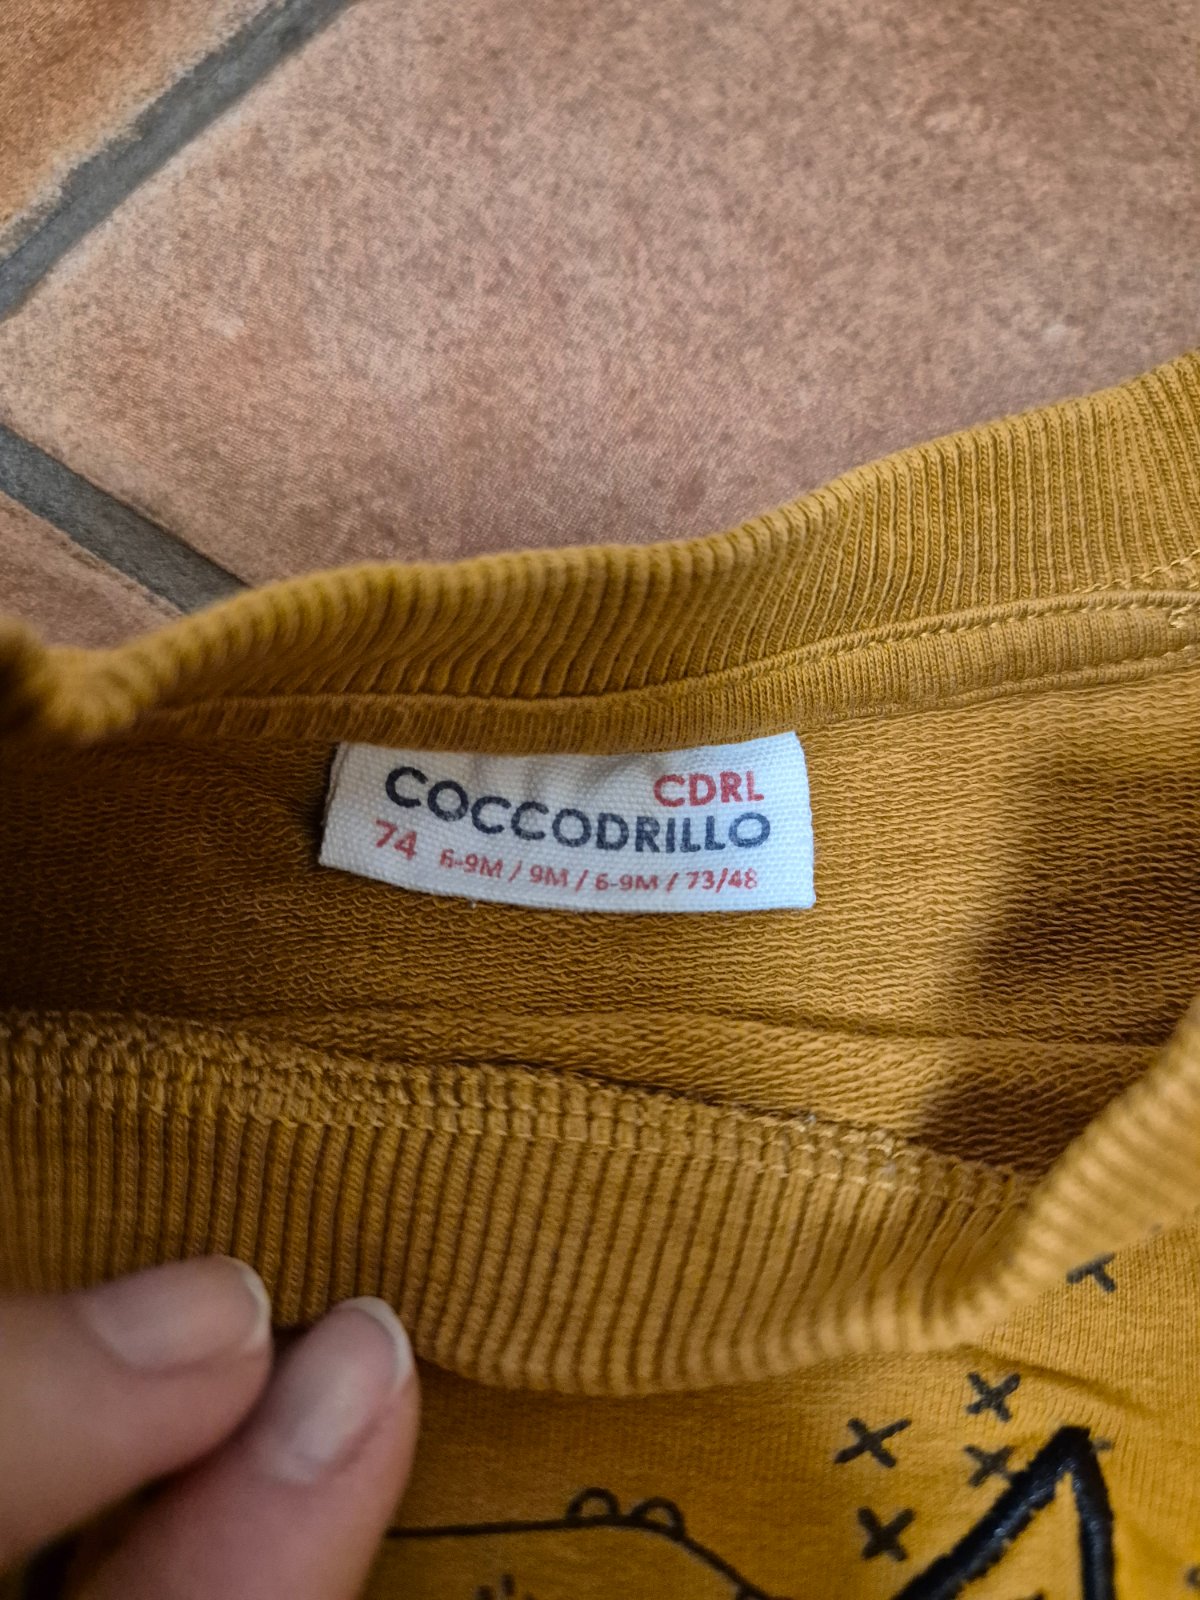 CDRL
COCCODRILLO
74 6-9M / 9M / 6-9M / 73/48